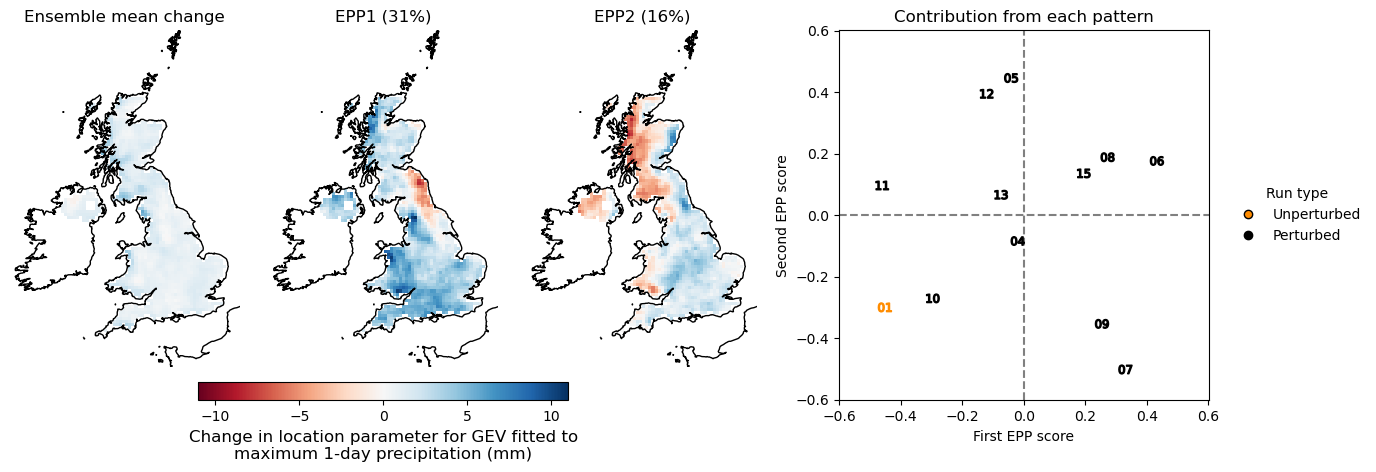 Ensemble mean change
EPP1 (31%)
EPP2 (16%)
Contribution from each pattern
0.6
0.4
0.2
0.0
−0.2
−0.4
−0.6
Second EPP score
05
12
08
06
15
11
13
04
10
01
09
07
−0.6
−0.4
−0.2
0.0
0.2
0.4
0.6
First EPP score
Run type
Unperturbed
Perturbed
−10
−5
0
5
10
Change in location parameter for GEV fitted to
maximum 1-day precipitation (mm)